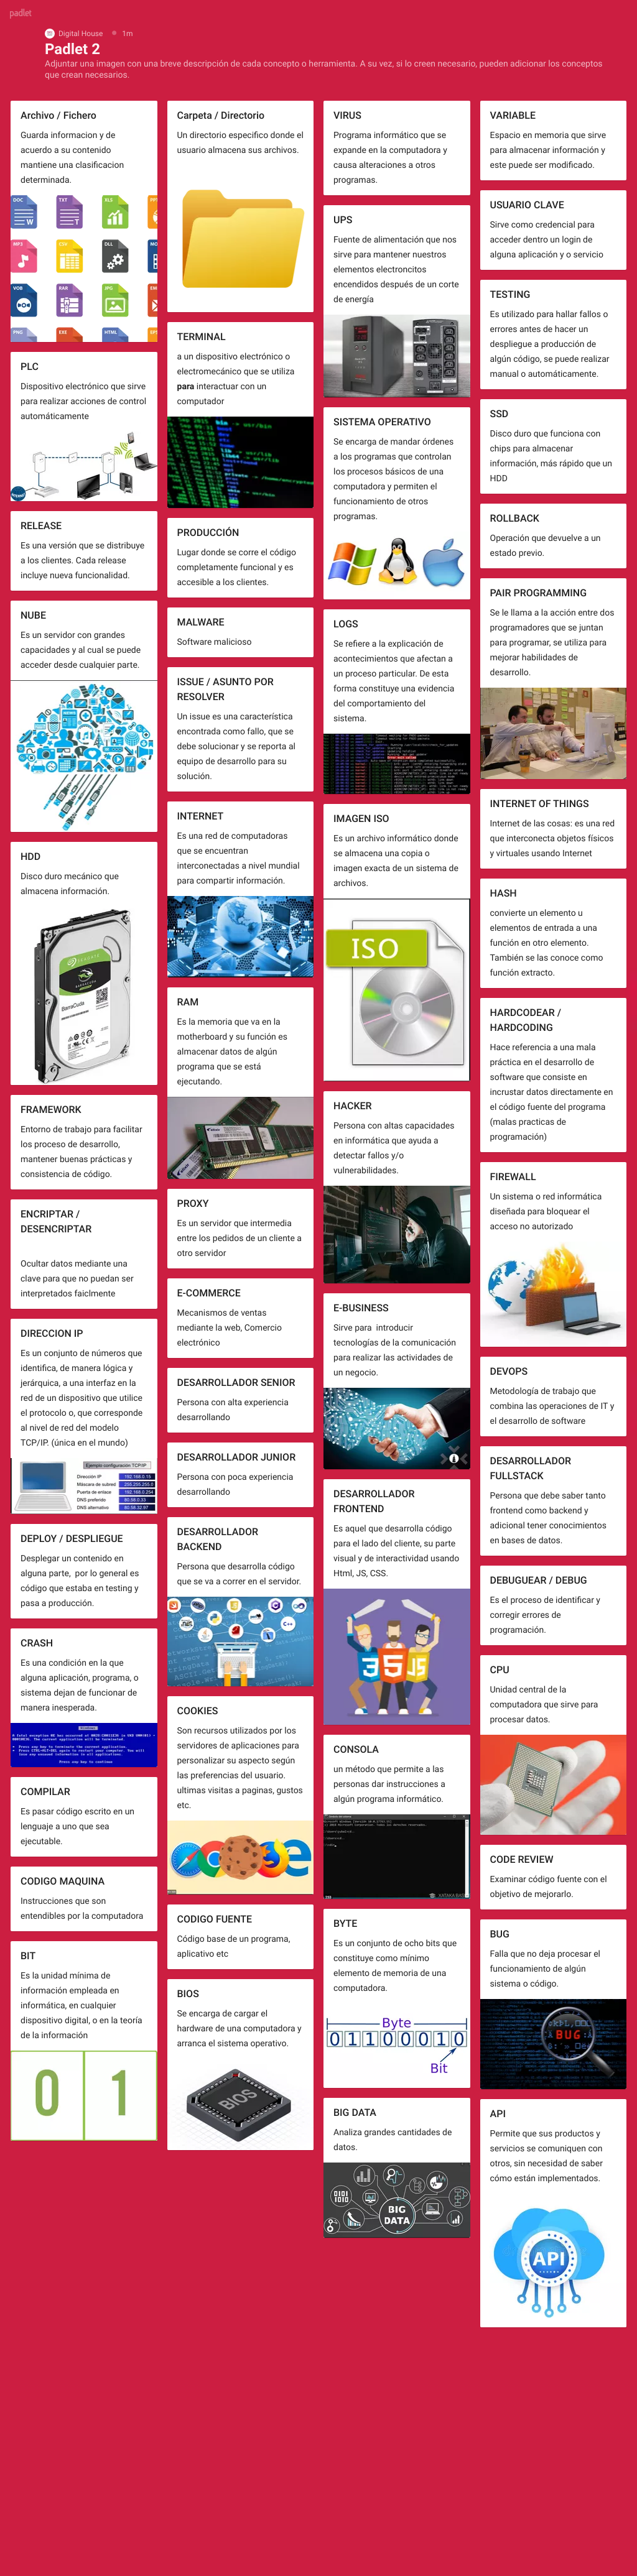 padlet
Digital House
1m
Padlet 2
Adjuntar una imagen con una breve descripción de cada concepto o herramienta. A su vez, si lo creen necesario, pueden adicionar los conceptos
que crean necesarios.
Archivo / Fichero
Guarda informacion y de
acuerdo a su contenido
mantiene una clasificacion
determinada.
DOC
TXT
XLS
MP3
DLL
VOB
RAR
JPG
PNG
EXE
HTML
PLC
Dispositivo electrónico que sirve
para realizar acciones de control
automáticamente
RELEASE
Es una versión que se distribuye
a los clientes. Cada release
incluye nueva funcionalidad.
NUBE
Es un servidor con grandes
capacidades y al cual se puede
acceder desde cualquier parte.
HDD
Disco duro mecánico que
almacena información.
BarraCuda
FRAMEWORK
Entorno de trabajo para facilitar
los proceso de desarrollo,
mantener buenas prácticas y
consistencia de código.
ENCRIPTAR /
DESENCRIPTAR
Ocultar datos mediante una
clave para que no puedan ser
interpretados faiclmente
DIRECCION IP
Es un conjunto de números que
identifica, de manera lógica y
jerárquica, a una interfaz en la
red de un dispositivo que utilice
el protocolo o, que corresponde
al nivel de red del modelo
TCP/IP. (única en el mundo)
Ejemplo configuración TCP/IP
Dirección IP 192.168.0.15
Máscara de subred 255.255.255.0
Puerta de enlace 192.168.0.254
DNS preferido 80.58.0.33
DNS alternativo 80.58.32.97
DEPLOY / DESPLIEGUE
Desplegar un contenido en
alguna parte, por lo general es
código que estaba en testing y
pasa a producción.
CRASH
Es una condición en la que
alguna aplicación, programa, o
sistema dejan de funcionar de
manera inesperada.
COMPILAR
Es pasar código escrito en un
lenguaje a uno que sea
ejecutable.
CODIGO MAQUINA
Instrucciones que son
entendibles por la computadora
BIT
Es la unidad mínima de
información empleada en
informática, en cualquier
dispositivo digital, o en la teoría
de la información
0 1
Carpeta / Directorio
Un directorio especifico donde el
usuario almacena sus archivos.
TERMINAL
a un dispositivo electrónico o
electromecánico que se utiliza
para interactuar con un
computador
PRODUCCIÓN
Lugar donde se corre el código
completamente funcional y es
accesible a los clientes.
MALWARE
Software malicioso
ISSUE / ASUNTO POR
RESOLVER
Un issue es una característica
encontrada como fallo, que se
debe solucionar y se reporta al
equipo de desarrollo para su
solución.
INTERNET
Es una red de computadoras
que se encuentran
interconectadas a nivel mundial
para compartir información.
RAM
Es la memoria que va en la
motherboard y su función es
almacenar datos de algún
programa que se está
ejecutando.
PROXY
Es un servidor que intermedia
entre los pedidos de un cliente a
otro servidor
E-COMMERCE
Mecanismos de ventas
mediante la web, Comercio
electrónico
DESARROLLADOR SENIOR
Persona con alta experiencia
desarrollando
DESARROLLADOR JUNIOR
Persona con poca experiencia
desarrollando
DESARROLLADOR
BACKEND
Persona que desarrolla código
que se va a correr en el servidor.
COOKIES
Son recursos utilizados por los
servidores de aplicaciones para
personalizar su aspecto según
las preferencias del usuario.
ultimas visitas a paginas, gustos
etc.
CODIGO FUENTE
Código base de un programa,
aplicativo etc
BIOS
Se encarga de cargar el
hardware de una computadora y
arranca el sistema operativo.
BIOS
VIRUS
Programa informático que se
expande en la computadora y
causa alteraciones a otros
programas.
UPS
Fuente de alimentación que nos
sirve para mantener nuestros
elementos electroncitos
encendidos después de un corte
de energía
SISTEMA OPERATIVO
Se encarga de mandar órdenes
a los programas que controlan
los procesos básicos de una
computadora y permiten el
funcionamiento de otros
programas.
LOGS
Se refiere a la explicación de
acontecimientos que afectan a
un proceso particular. De esta
forma constituye una evidencia
del comportamiento del
sistema.
IMAGEN ISO
Es un archivo informático donde
se almacena una copia o
imagen exacta de un sistema de
archivos.
ISO
HACKER
Persona con altas capacidades
en informática que ayuda a
detectar fallos y/o
vulnerabilidades.
E-BUSINESS
Sirve para introducir
tecnologías de la comunicación
para realizar las actividades de
un negocio.
DESARROLLADOR
FRONTEND
Es aquel que desarrolla código
para el lado del cliente, su parte
visual y de interactividad usando
Html, JS, CSS.
3 5 JS
CONSOLA
un método que permite a las
personas dar instrucciones a
algún programa informático.
BYTE
Es un conjunto de ocho bits que
constituye como mínimo
elemento de memoria de una
computadora.
Byte
0 1 1 0 0 0 1 0
Bit
BIG DATA
Analiza grandes cantidades de
datos.
BIG
DATA
VARIABLE
Espacio en memoria que sirve
para almacenar información y
este puede ser modificado.
USUARIO CLAVE
Sirve como credencial para
acceder dentro un login de
alguna aplicación y o servicio
TESTING
Es utilizado para hallar fallos o
errores antes de hacer un
despliegue a producción de
algún código, se puede realizar
manual o automáticamente.
SSD
Disco duro que funciona con
chips para almacenar
información, más rápido que un
HDD
ROLLBACK
Operación que devuelve a un
estado previo.
PAIR PROGRAMMING
Se le llama a la acción entre dos
programadores que se juntan
para programar, se utiliza para
mejorar habilidades de
desarrollo.
INTERNET OF THINGS
Internet de las cosas: es una red
que interconecta objetos físicos
y virtuales usando Internet
HASH
convierte un elemento u
elementos de entrada a una
función en otro elemento.
También se las conoce como
función extracto.
HARDCODEAR /
HARDCODING
Hace referencia a una mala
práctica en el desarrollo de
software que consiste en
incrustar datos directamente en
el código fuente del programa
(malas practicas de
programación)
FIREWALL
Un sistema o red informática
diseñada para bloquear el
acceso no autorizado
DEVOPS
Metodología de trabajo que
combina las operaciones de IT y
el desarrollo de software
DESARROLLADOR
FULLSTACK
Persona que debe saber tanto
frontend como backend y
adicional tener conocimientos
en bases de datos.
DEBUGUEAR / DEBUG
Es el proceso de identificar y
corregir errores de
programación.
CPU
Unidad central de la
computadora que sirve para
procesar datos.
CODE REVIEW
Examinar código fuente con el
objetivo de mejorarlo.
BUG
Falla que no deja procesar el
funcionamiento de algún
sistema o código.
BUG
API
Permite que sus productos y
servicios se comuniquen con
otros, sin necesidad de saber
cómo están implementados.
API